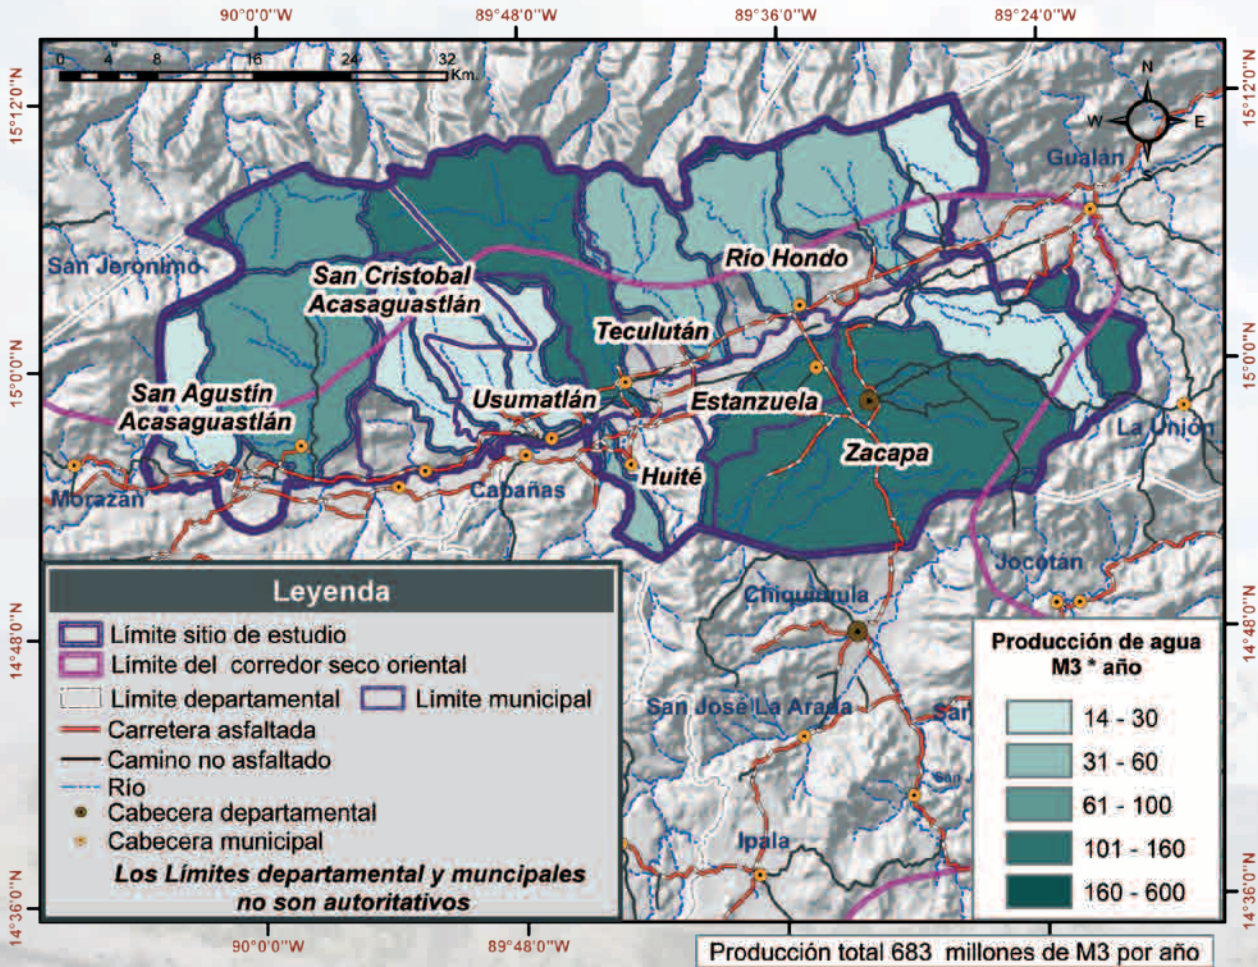 90°0'0"W
89°48'0"W
89°36'0"W
89°24'0"W
0 4 8 16 24 32
Km.
15°12'0"N
15°12'0"N
N
W E
S
Gualán
San Jeronimo
San Cristobal
Acasaguastlán
Río Hondo
Teculután
15°0'0"N
15°0'0"N
San Agustín
Acasaguastlán
Usumatlán
Estanzuela
La Unión
Zacapa
Huité
Morazán
Cabañas
Jocotán
Chiquimula
14°48'0"N
14°48'0"N
San José La Arada
San
San J
Ipala
14°36'0"N
14°36'0"N
Leyenda
Límite sitio de estudio
Límite del corredor seco oriental
Límite departamental
Limite municipal
Carretera asfaltada
Camino no asfaltado
Río
Cabecera departamental
Cabecera municipal
Los Límites departamental y muncipales
no son autoritativos
Producción de agua
M3 * año
14 - 30
31 - 60
61 - 100
101 - 160
160 - 600
90°0'0"W
89°48'0"W
Producción total 683 millones de M3 por año